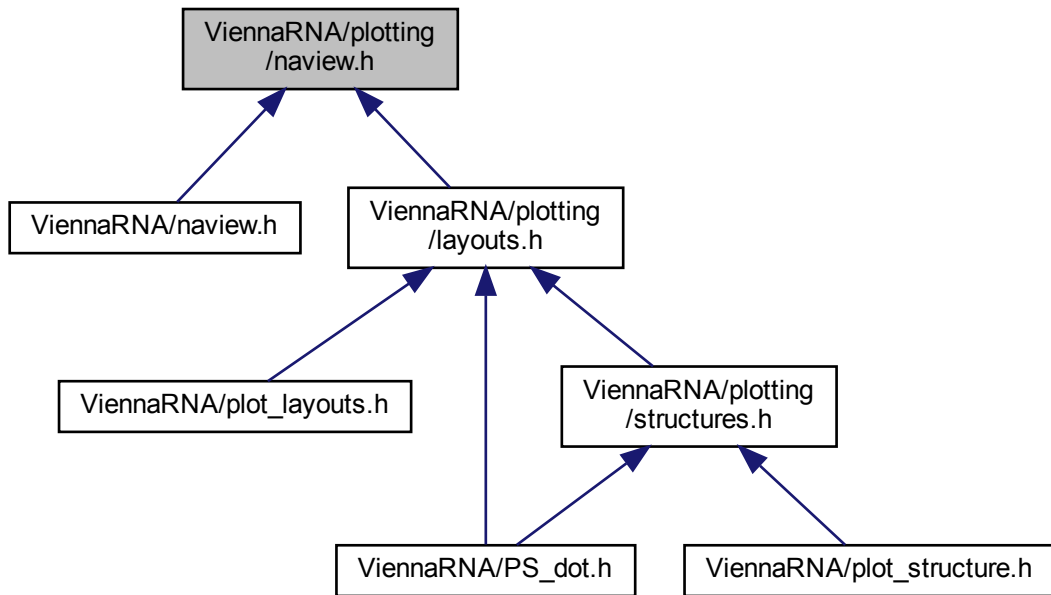 ViennaRNA/plotting
/naview.h
ViennaRNA/naview.h
ViennaRNA/plotting
/layouts.h
ViennaRNA/plot_layouts.h
ViennaRNA/plotting
/structures.h
ViennaRNA/PS_dot.h
ViennaRNA/plot_structure.h